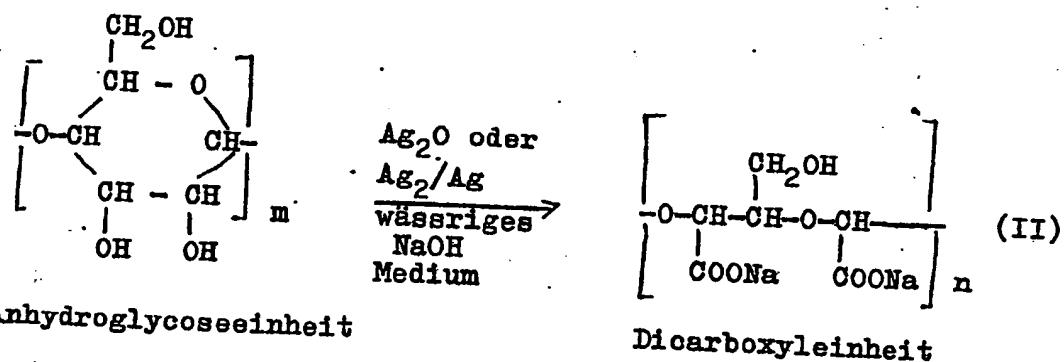 CH2OH
CH - O
-O-CH CH-
CH - CH
OH OH
m
Ag2O oder
Ag2/Ag
wässriges
NaOH
Medium
CH2OH
-O-CH-CH-O-CH-
COONa COONa
n
(II)
nhydroglycoseeinheit
Dicarboxyleinheit